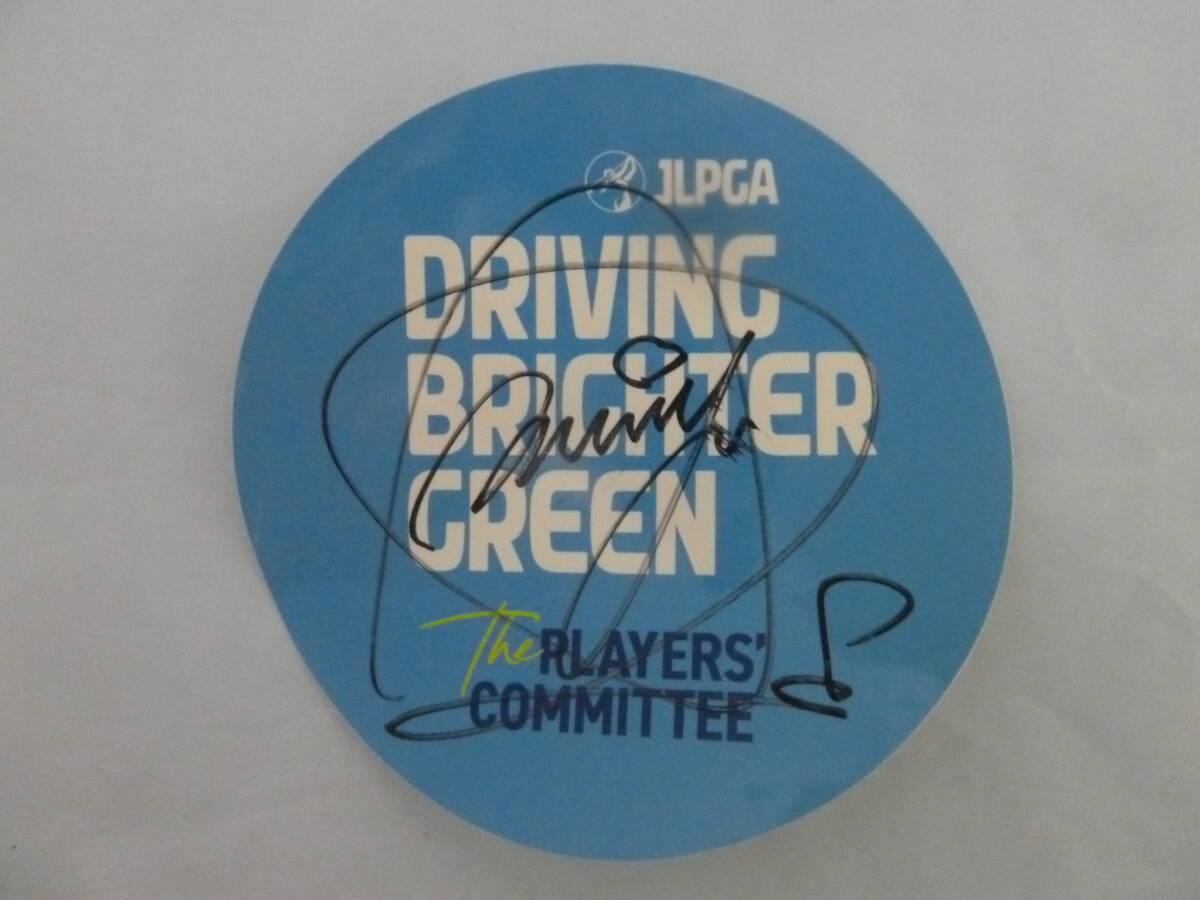 JLPGA
DRIVING
BRIGHTER
GREEN
The PLAYERS'
COMMITTEE